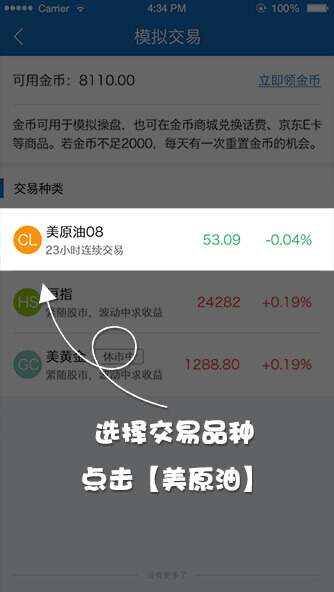 Carrier 4:34 PM 100%
模拟交易
可用金币：8110.00 立即领金币
金币可用于模拟操盘，也可在金币商城兑换话费、京东E卡
等商品。若金币不足2000，每天有一次重置金币的机会。
交易种类
CL 美原油08 53.09 -0.04%
23小时连续交易
HS 恒指 24282 +0.19%
紧随股市，波动中求收益
GC 美黄金 休市中 1288.80 +0.19%
紧随股市，波动中求收益
选择交易品种
点击【美原油】
没有更多了